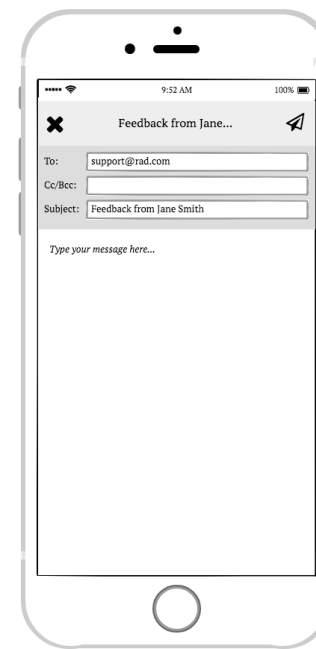 9:52 AM 100%
Feedback from Jane...
To: support@rad.com
Cc/Bcc:
Subject: Feedback from Jane Smith
Type your message here...